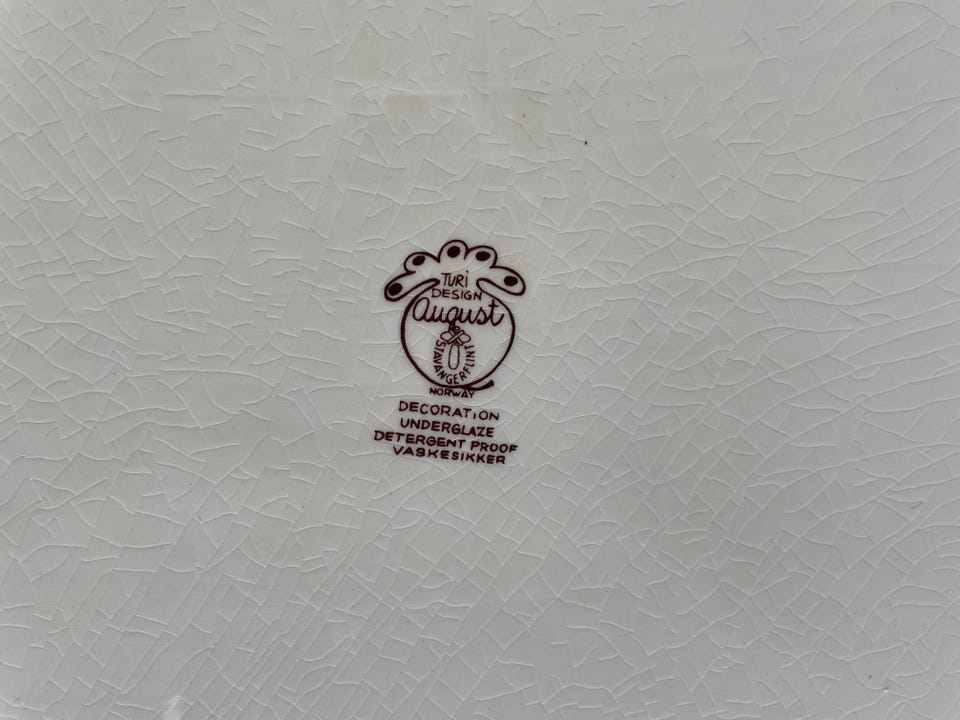 TURi
DESIGN
August
STAVANGERFLINT
NORWAY
DECORATION
UNDERGLAZE
DETERGENT PROOF
VASKESIKKER